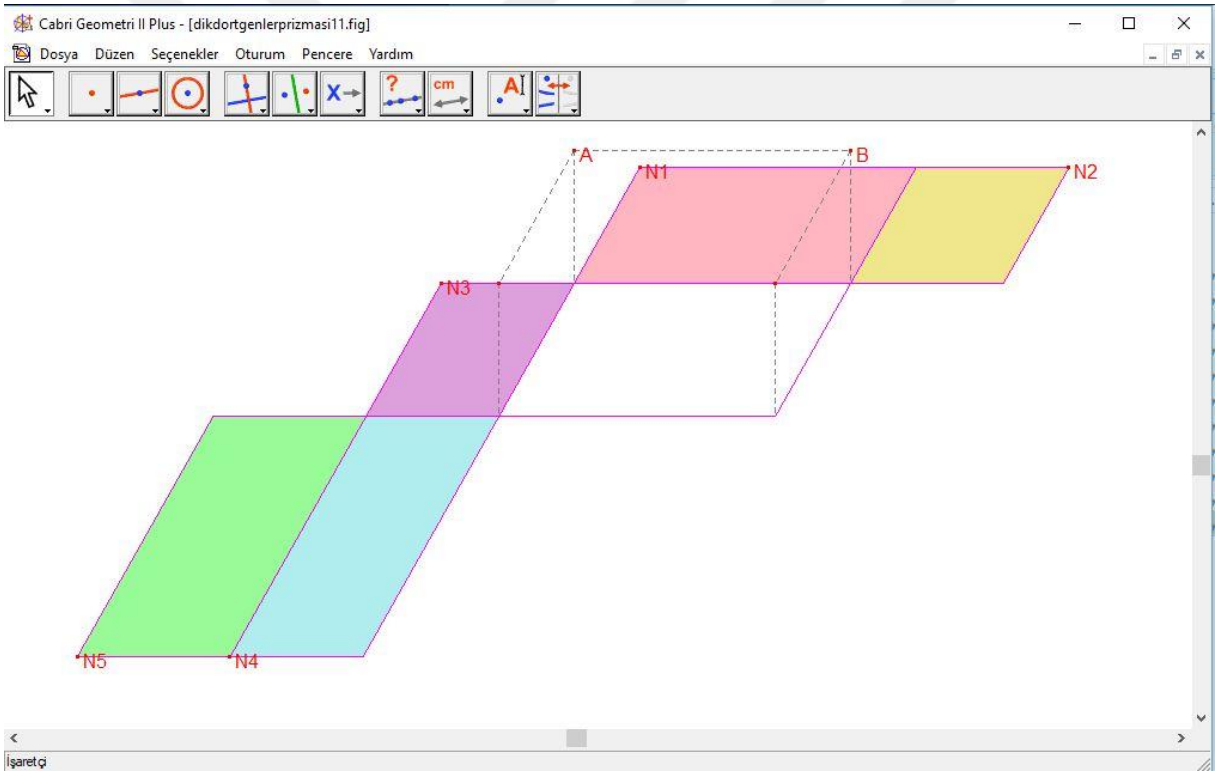 Cabri Geometri II Plus - [dikdortgenlerprizmasi11.fig]
Dosya Düzen Seçenekler Oturum Pencere Yardım
? cm A
X
A B
N1 N2
N3
N5 N4
İşaretçi